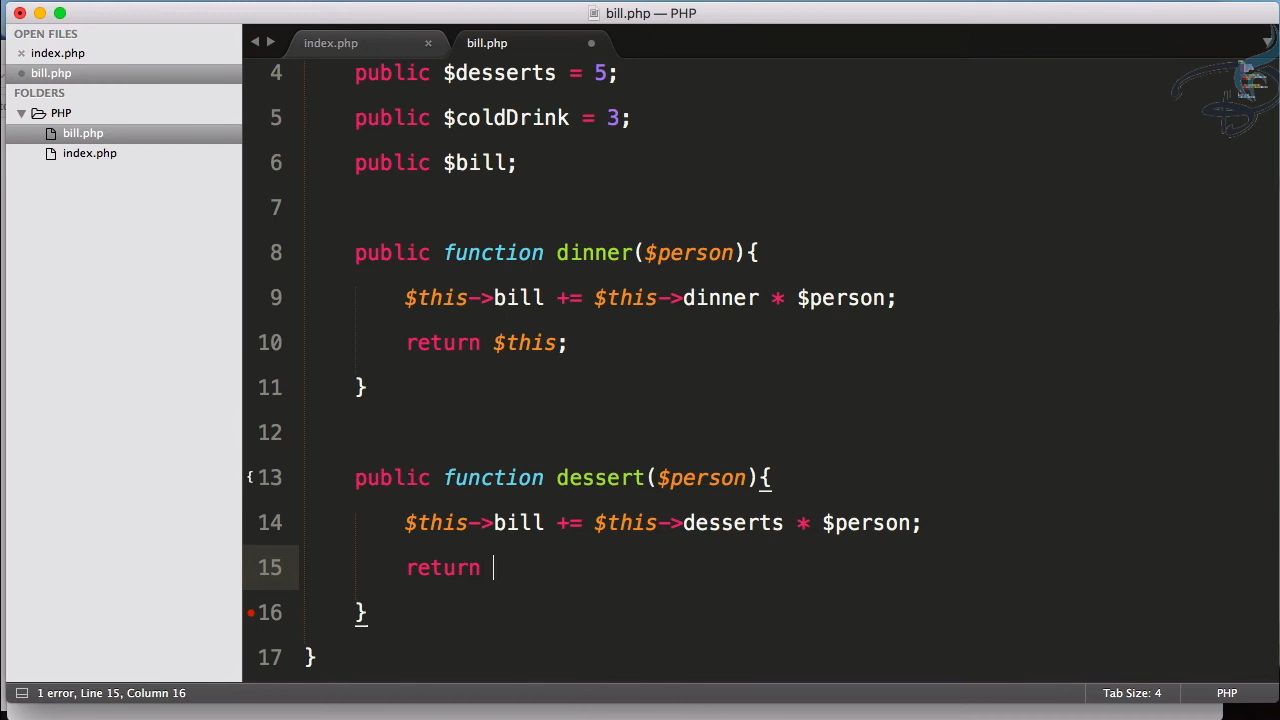 bill.php — PHP
OPEN FILES
index.php
bill.php
FOLDERS
PHP
bill.php
index.php
index.php
bill.php
4 public $desserts = 5;
5 public $coldDrink = 3;
6 public $bill;
7
8 public function dinner($person){
9 $this->bill += $this->dinner * $person;
10 return $this;
11 }
12
13 public function dessert($person){
14 $this->bill += $this->desserts * $person;
15 return
16 }
17 }
1 error, Line 15, Column 16
Tab Size: 4
PHP